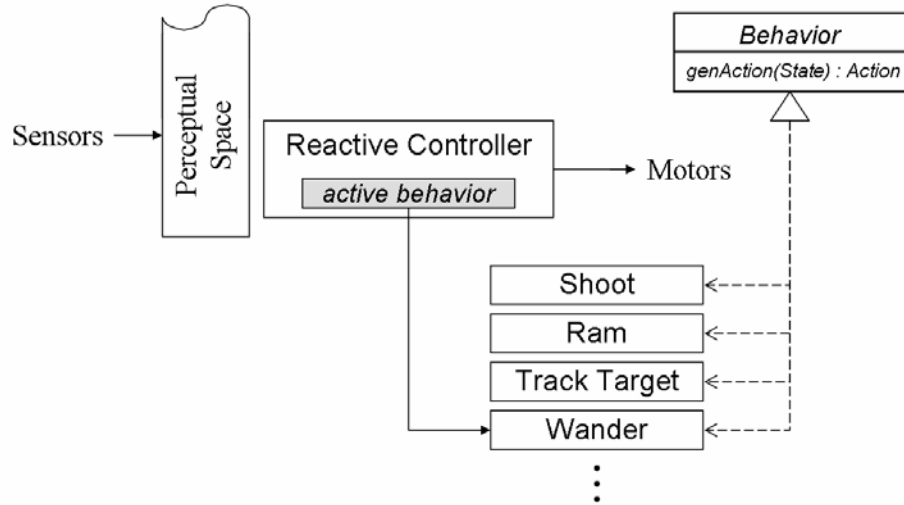 Behavior
genAction(State) : Action
Sensors
Perceptual
Space
Reactive Controller
active behavior
Motors
Shoot
Ram
Track Target
Wander